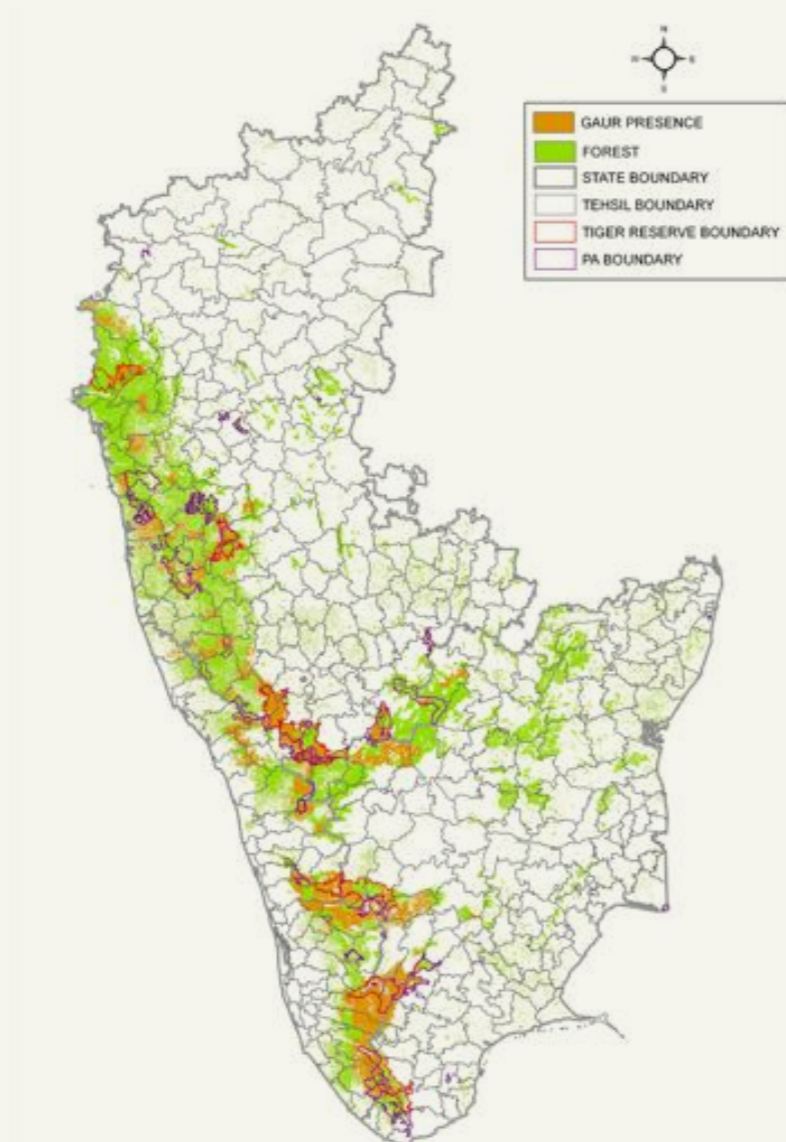 N
W E
S
GAUR PRESENCE
FOREST
STATE BOUNDARY
TEHSIL BOUNDARY
TIGER RESERVE BOUNDARY
PA BOUNDARY